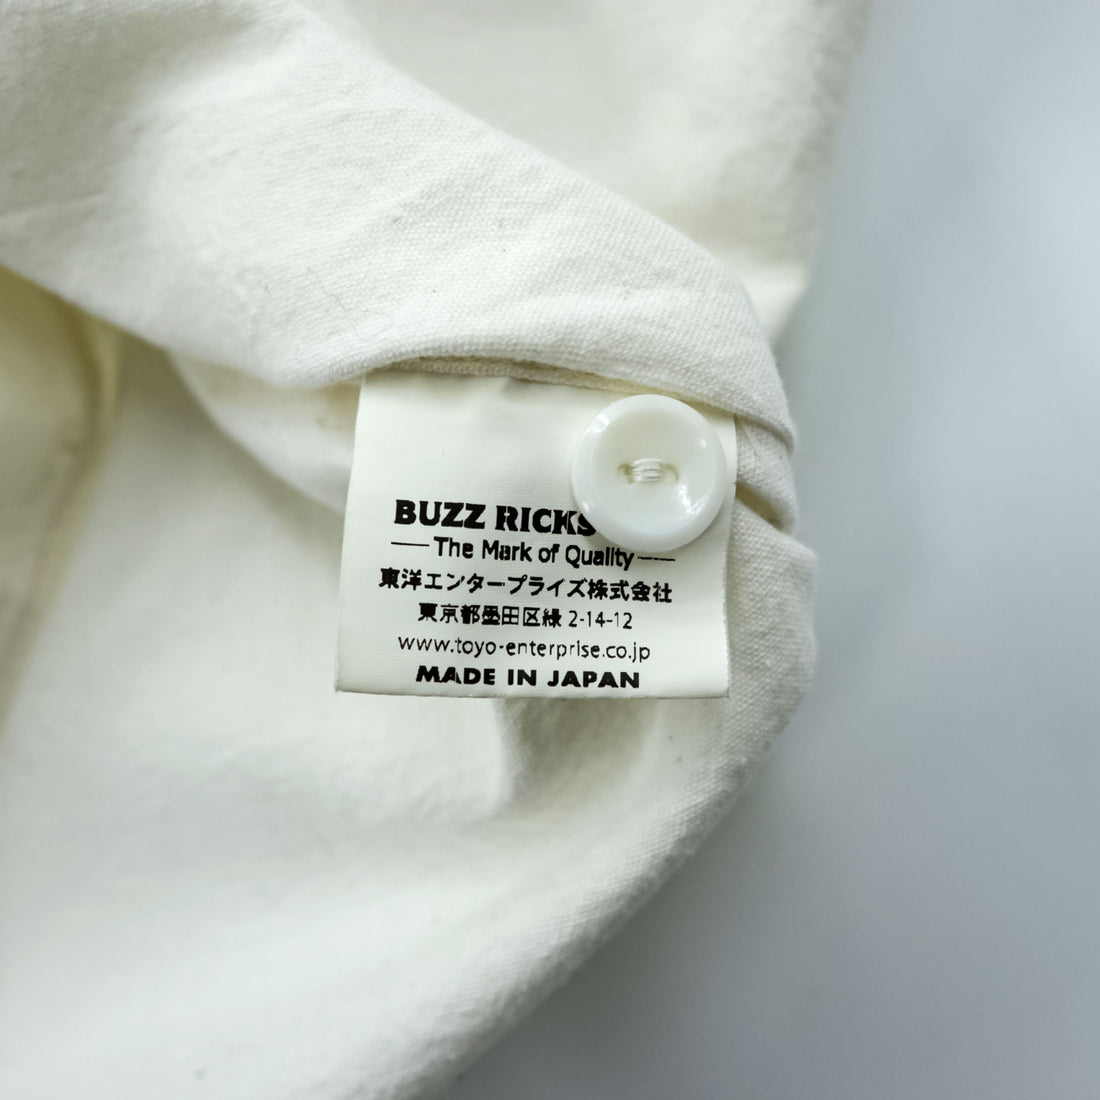 BUZZ RICKS
The Mark of Quality
東洋エンタープライズ株式会社
東京都墨田区緑 2-14-12
www.toyo-enterprise.co.jp
MADE IN JAPAN